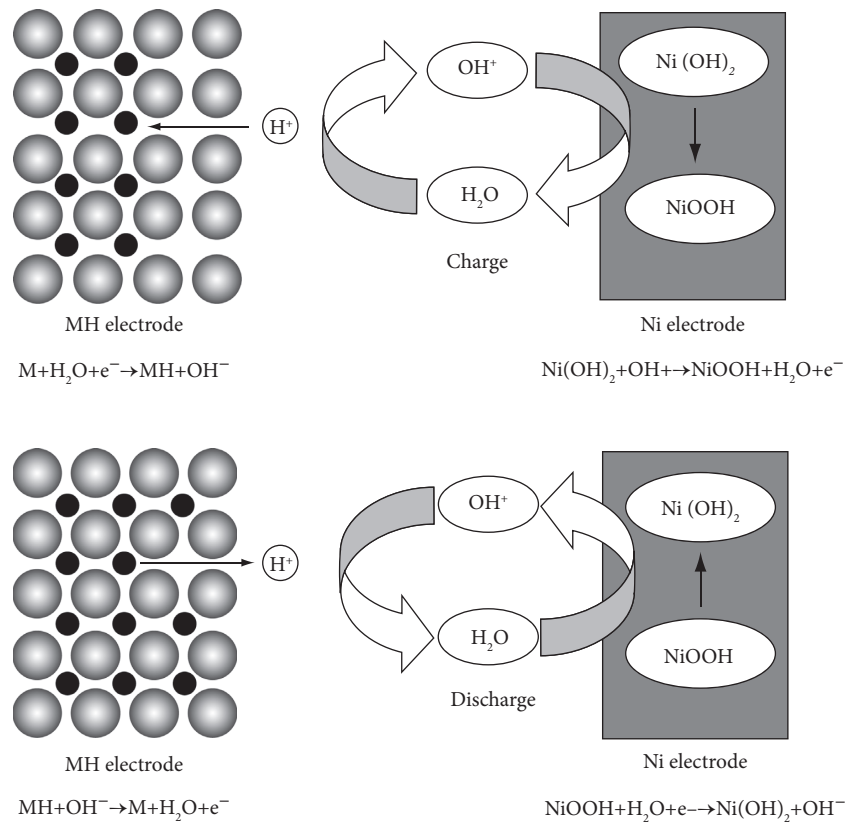 OH⁺
Ni (OH)₂
H⁺
H₂O
NiOOH
Charge
MH electrode
Ni electrode
M+H₂O+e⁻→MH+OH⁻
Ni(OH)₂+OH+→NiOOH+H₂O+e⁻
OH⁺
Ni (OH)₂
H⁺
H₂O
NiOOH
Discharge
MH electrode
Ni electrode
MH+OH⁻→M+H₂O+e⁻
NiOOH+H₂O+e-→Ni(OH)₂+OH⁻